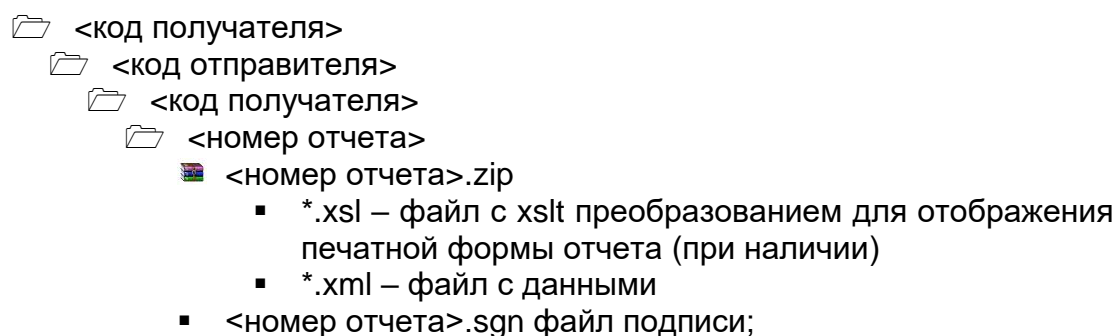 <код получателя>
<код отправителя>
<код получателя>
<номер отчета>
<номер отчета>.zip
▪ *.xsl – файл с xslt преобразованием для отображения
печатной формы отчета (при наличии)
▪ *.xml – файл с данными
▪ <номер отчета>.sgn файл подписи;